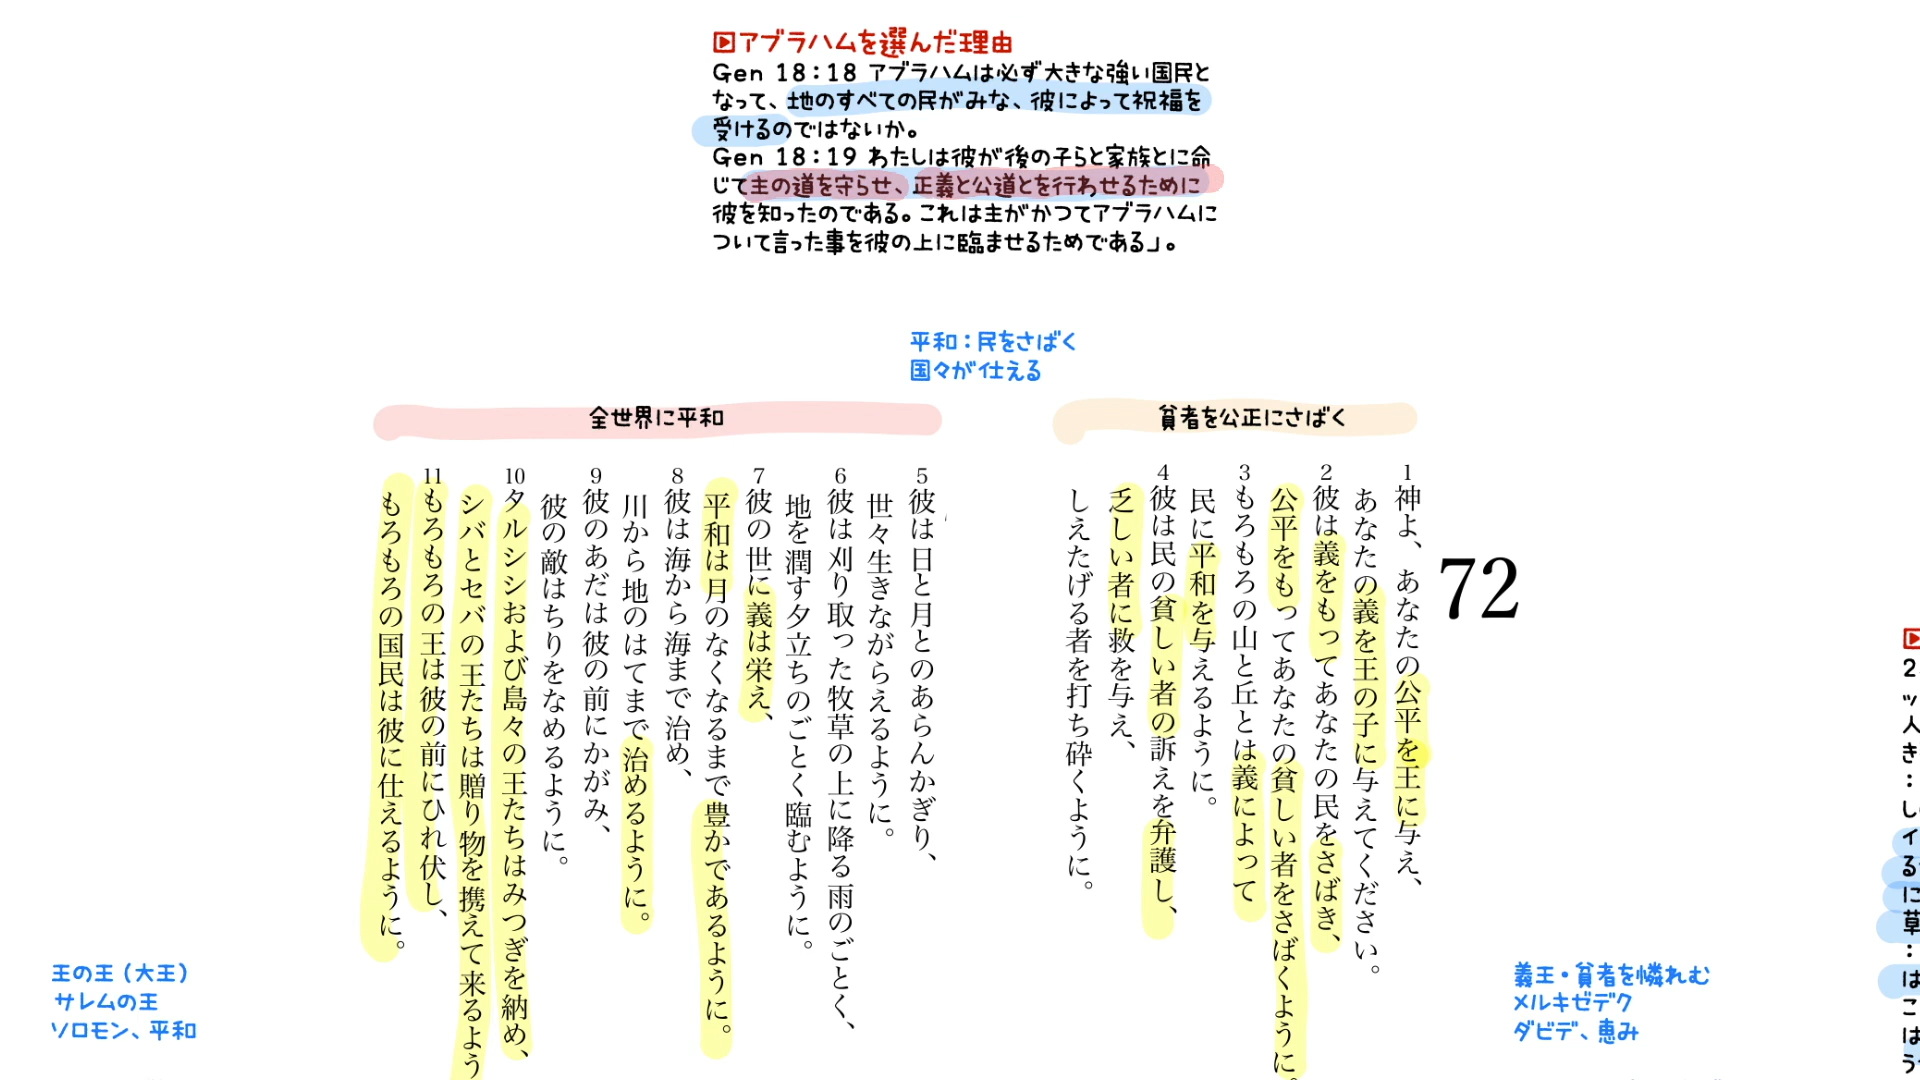 ▶アブラハムを選んだ理由
Gen 18:18 アブラハムは必ず大きな強い国民と
なって、地のすべての民がみな、彼によって祝福を
受けるのではないか。
Gen 18:19 わたしは彼が後の子らと家族とに命
じて主の道を守らせ、正義と公道とを行わせるために
彼を知ったのである。これは主がかつてアブラハムに
ついて言った事を彼の上に臨ませるためである」。
平和：民をさばく
国々が仕える
貧者を公正にさばく
72
1 神よ、あなたの公平を王に与え、
あなたの義を王の子に与えてください。
2 彼は義をもってあなたの民をさばき、
公平をもってあなたの貧しい者をさばくように。
3 もろもろの山と丘とは義によって
民に平和を与えるように。
4 彼は民の貧しい者の訴えを弁護し、
乏しい者に救を与え、
しえたげる者を打ち砕くように。
全世界に平和
5 彼は日と月とのあらんかぎり、
世々生きながらえるように。
6 彼は刈り取った牧草の上に降る雨のごとく、
地を潤す夕立ちのごとく臨むように。
7 彼の世に義は栄え、
平和は月のなくなるまで豊かであるように。
8 彼は海から海まで治め、
川から地のはてまで治めるように。
9 彼のあだは彼の前にかがみ、
彼の敵はちりをなめるように。
10 タルシシおよび島々の王たちはみつぎを納め、
シバとセバの王たちは贈り物を携えて来るよう
11 もろもろの王は彼の前にひれ伏し、
もろもろの国民は彼に仕えるように。
義王・貧者を憐れむ
メルキゼデク
ダビデ、恵み
王の王（大王）
サレムの王
ソロモン、平和
▶
2
ッ
人
き
：
し
イ
る
に
草
：
は
こ
は
う